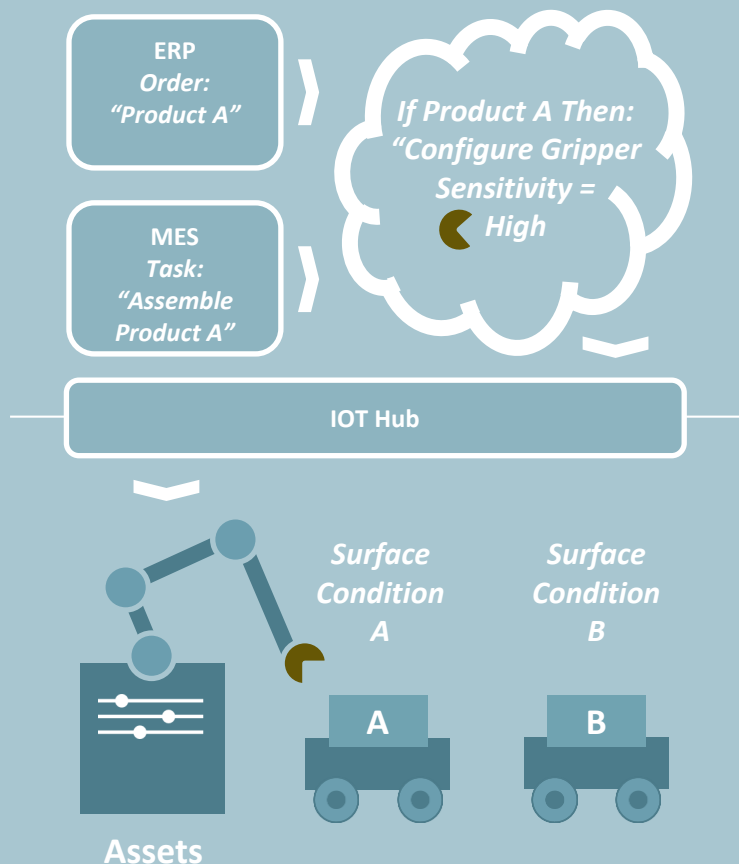 ERP
Order:
“Product A”
If Product A Then:
“Configure Gripper
Sensitivity =
High
MES
Task:
“Assemble
Product A”
IOT Hub
Surface
Condition
A
Surface
Condition
B
A
B
Assets